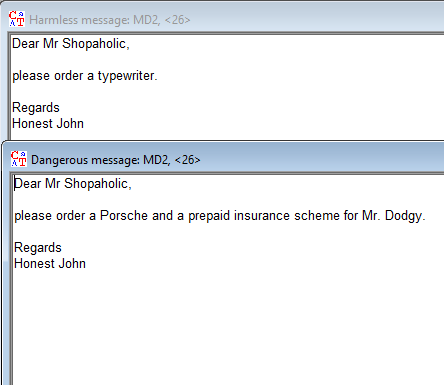 Harmless message: MD2, <26>
Dear Mr Shopaholic,
please order a typewriter.
Regards
Honest John
Dangerous message: MD2, <26>
Dear Mr Shopaholic,
please order a Porsche and a prepaid insurance scheme for Mr. Dodgy.
Regards
Honest John